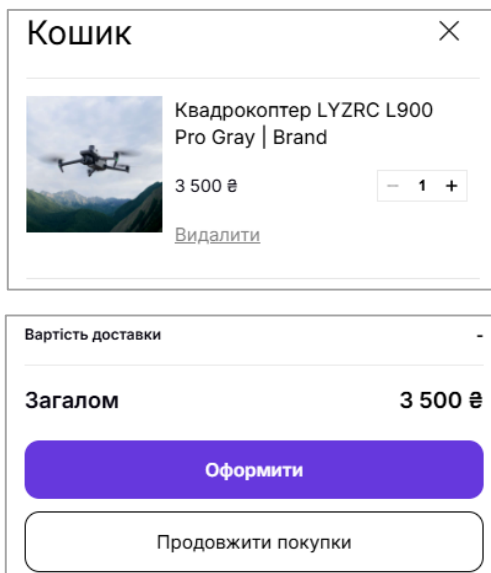 Кошик
Квадрокоптер LYZRC L900
Pro Gray | Brand
3 500 ₴
− 1 +
Видалити
Вартість доставки -
Загалом 3 500 ₴
Оформити
Продовжити покупки